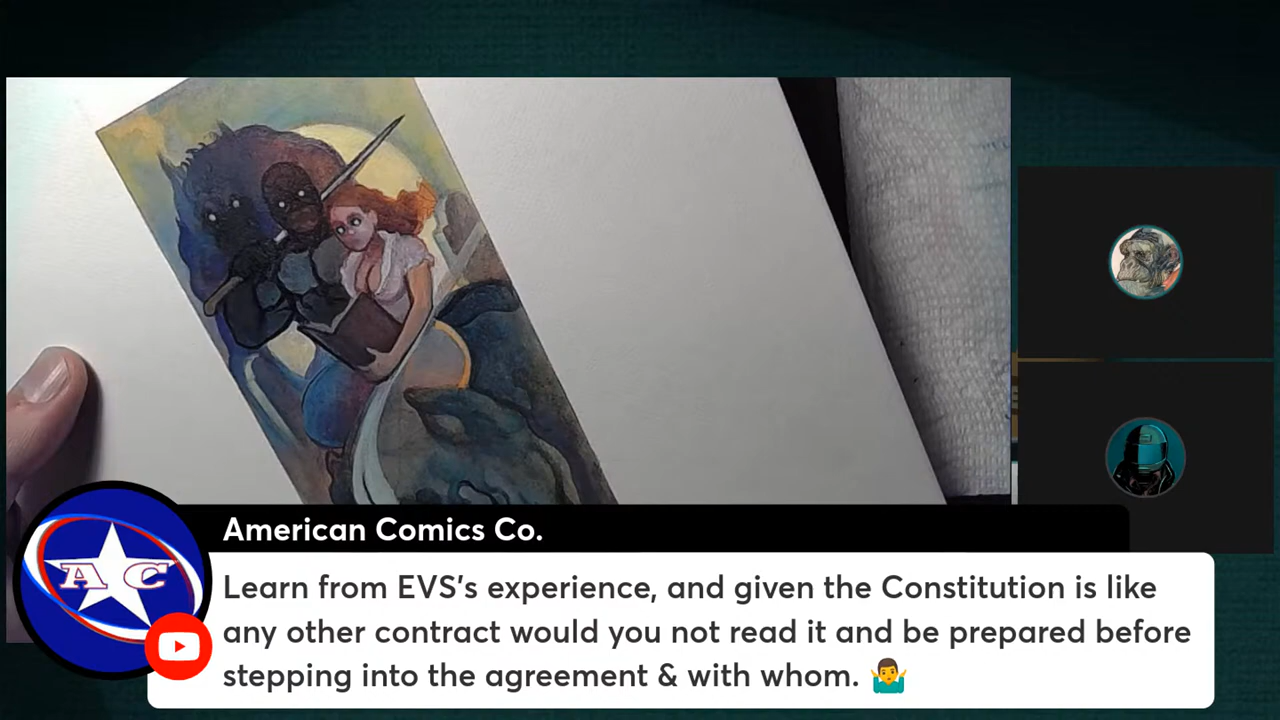 American Comics Co.
A C
Learn from EVS's experience, and given the Constitution is like
any other contract would you not read it and be prepared before
stepping into the agreement & with whom. 🤷‍♂️